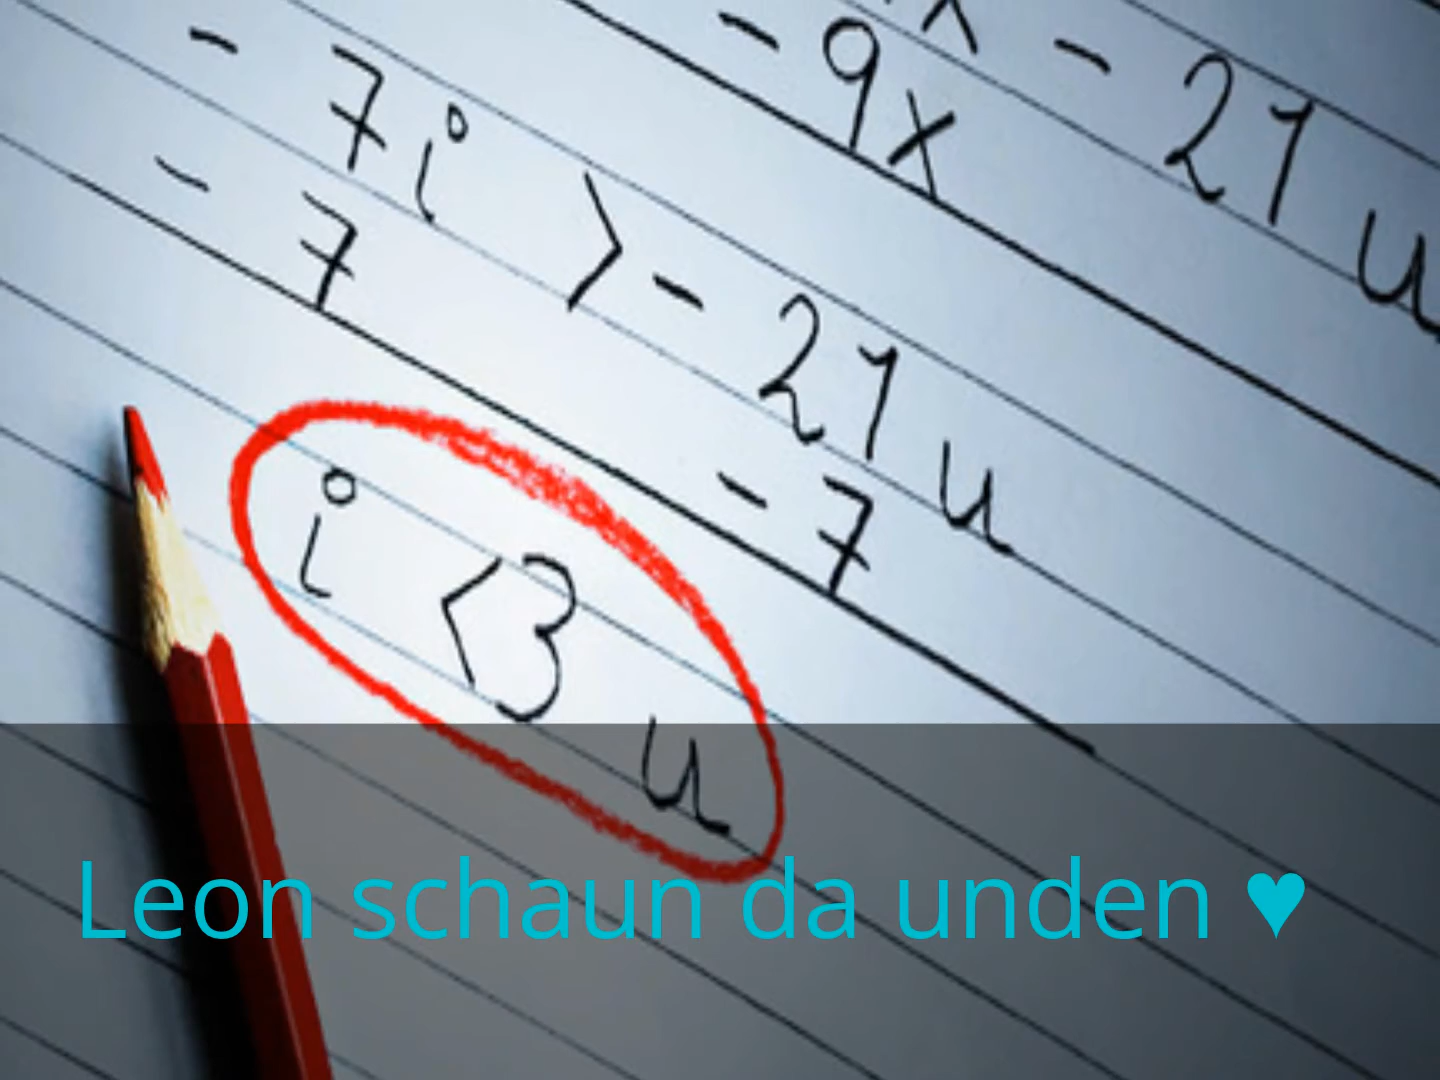 x - 21u
- 9x
- 7i > - 21u
- 7 - 7
i <3 u
Leon schaun da unden ♥